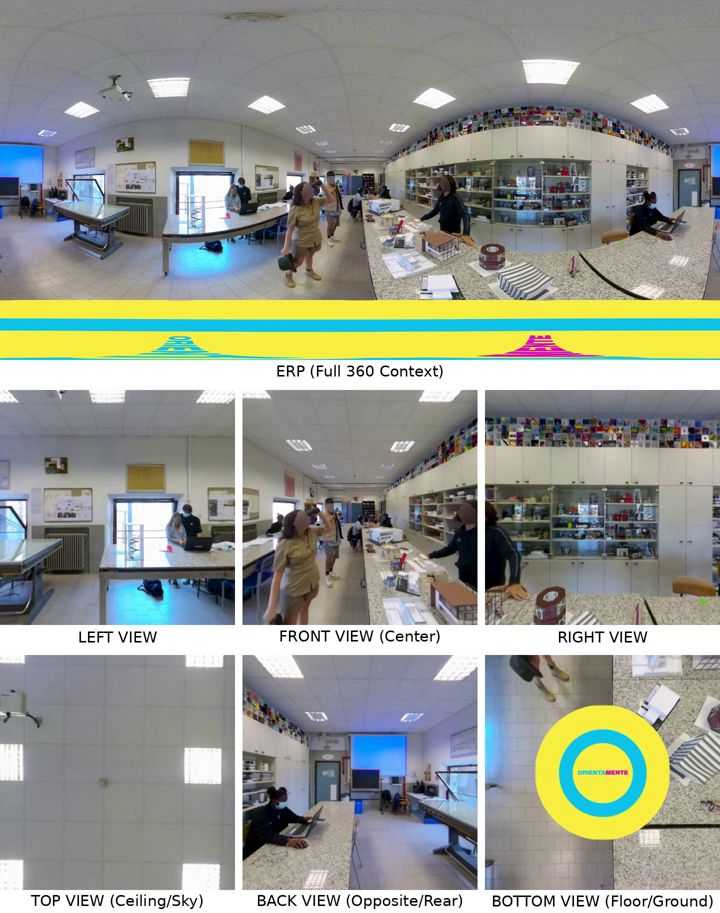 ERP (Full 360 Context)
LEFT VIEW
FRONT VIEW (Center)
RIGHT VIEW
ORIENTAMENTE
TOP VIEW (Ceiling/Sky)
BACK VIEW (Opposite/Rear)
BOTTOM VIEW (Floor/Ground)